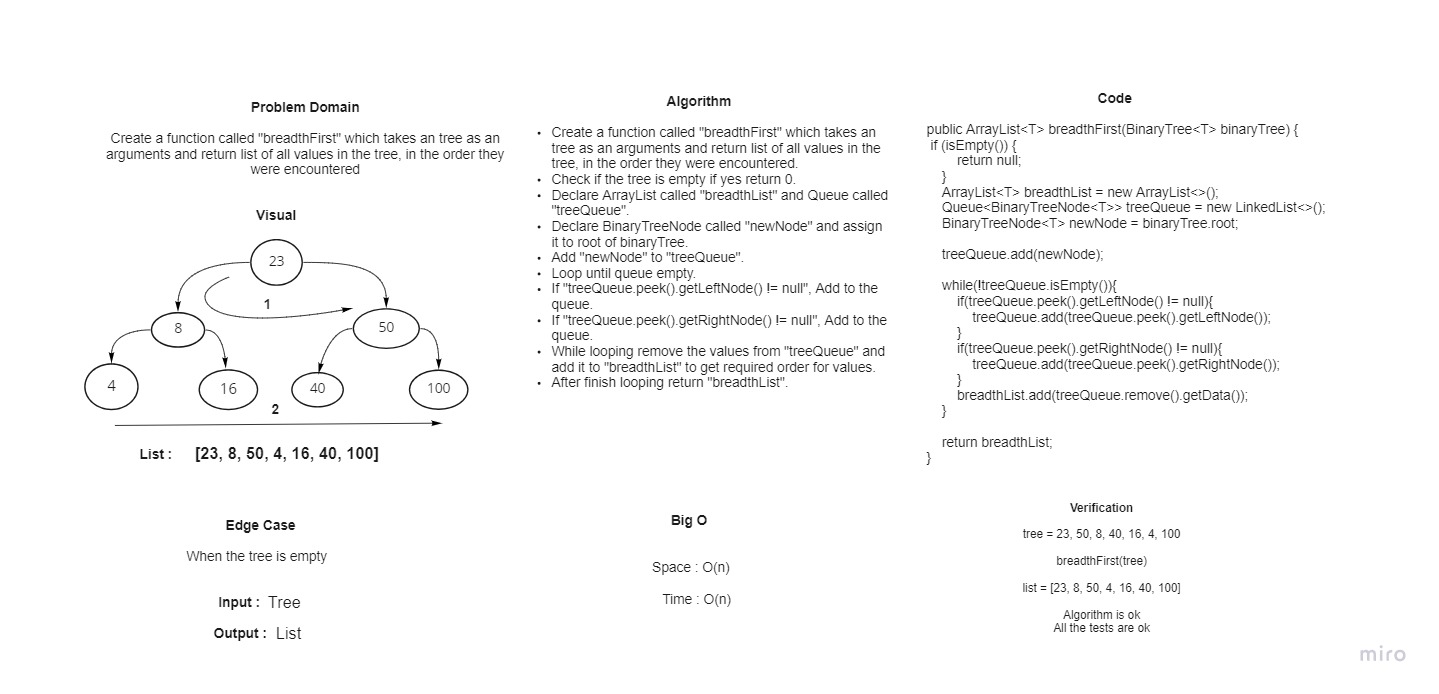 Problem Domain
Create a function called "breadthFirst" which takes an tree as an
arguments and return list of all values in the tree, in the order they
were encountered
Visual
23
1
8
50
4
16
40
100
2
List : [23, 8, 50, 4, 16, 40, 100]
Edge Case
When the tree is empty
Input : Tree
Output : List
Algorithm
• Create a function called "breadthFirst" which takes an
tree as an arguments and return list of all values in the
tree, in the order they were encountered.
• Check if the tree is empty if yes return 0.
• Declare ArrayList called "breadthList" and Queue called
"treeQueue".
• Declare BinaryTreeNode called "newNode" and assign
it to root of binaryTree.
• Add "newNode" to "treeQueue".
• Loop until queue empty.
• If "treeQueue.peek().getLeftNode() != null", Add to the
queue.
• If "treeQueue.peek().getRightNode() != null", Add to the
queue.
• While looping remove the values from "treeQueue" and
add it to "breadthList" to get required order for values.
• After finish looping return "breadthList".
Big O
Space : O(n)
Time : O(n)
Code
public ArrayList<T> breadthFirst(BinaryTree<T> binaryTree) {
if (isEmpty()) {
return null;
}
ArrayList<T> breadthList = new ArrayList<>();
Queue<BinaryTreeNode<T>> treeQueue = new LinkedList<>();
BinaryTreeNode<T> newNode = binaryTree.root;
treeQueue.add(newNode);
while(!treeQueue.isEmpty()){
if(treeQueue.peek().getLeftNode() != null){
treeQueue.add(treeQueue.peek().getLeftNode());
}
if(treeQueue.peek().getRightNode() != null){
treeQueue.add(treeQueue.peek().getRightNode());
}
breadthList.add(treeQueue.remove().getData());
}
return breadthList;
}
Verification
tree = 23, 50, 8, 40, 16, 4, 100
breadthFirst(tree)
list = [23, 8, 50, 4, 16, 40, 100]
Algorithm is ok
All the tests are ok
miro